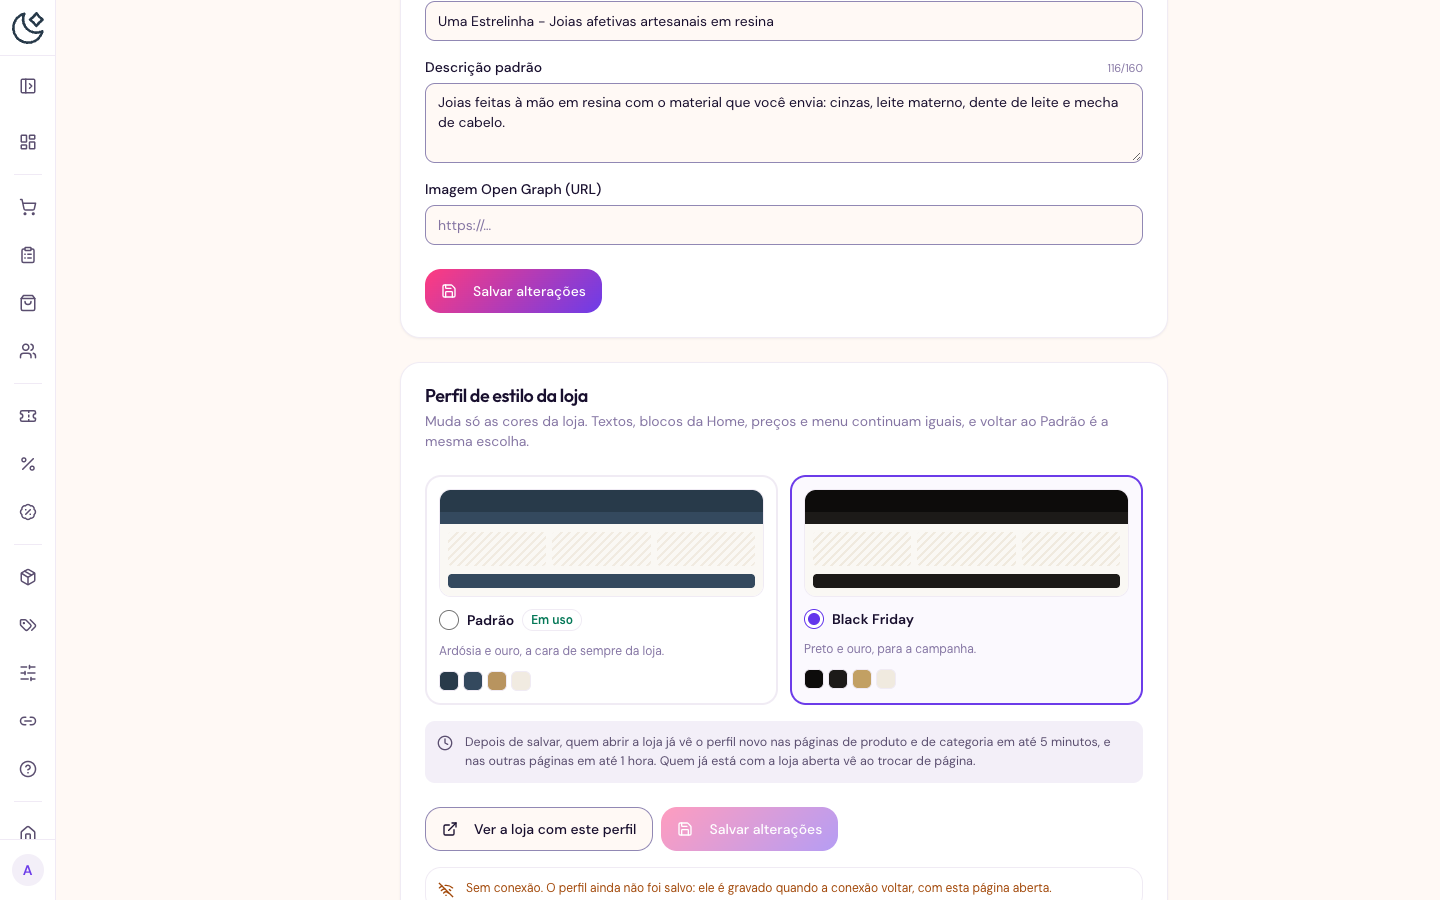 Uma Estrelinha - Joias afetivas artesanais em resina
Descrição padrão
116/160
Joias feitas à mão em resina com o material que você envia: cinzas, leite materno, dente de leite e mecha
de cabelo.
Imagem Open Graph (URL)
https://...
Salvar alterações
Perfil de estilo da loja
Muda só as cores da loja. Textos, blocos da Home, preços e menu continuam iguais, e voltar ao Padrão é a
mesma escolha.
Padrão
Em uso
Ardósia e ouro, a cara de sempre da loja.
Black Friday
Preto e ouro, para a campanha.
Depois de salvar, quem abrir a loja já vê o perfil novo nas páginas de produto e de categoria em até 5 minutos, e
nas outras páginas em até 1 hora. Quem já está com a loja aberta vê ao trocar de página.
Ver a loja com este perfil
Salvar alterações
A
Sem conexão. O perfil ainda não foi salvo: ele é gravado quando a conexão voltar, com esta página aberta.